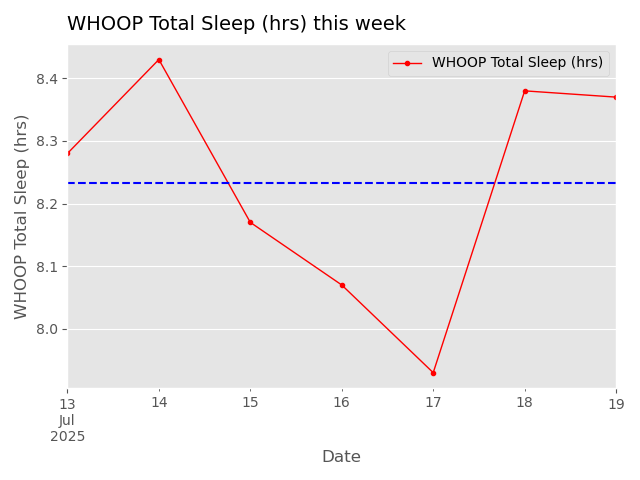 WHOOP Total Sleep (hrs) this week
WHOOP Total Sleep (hrs)
WHOOP Total Sleep (hrs)
8.4
8.3
8.2
8.1
8.0
13 14 15 16 17 18 19
Jul
2025
Date